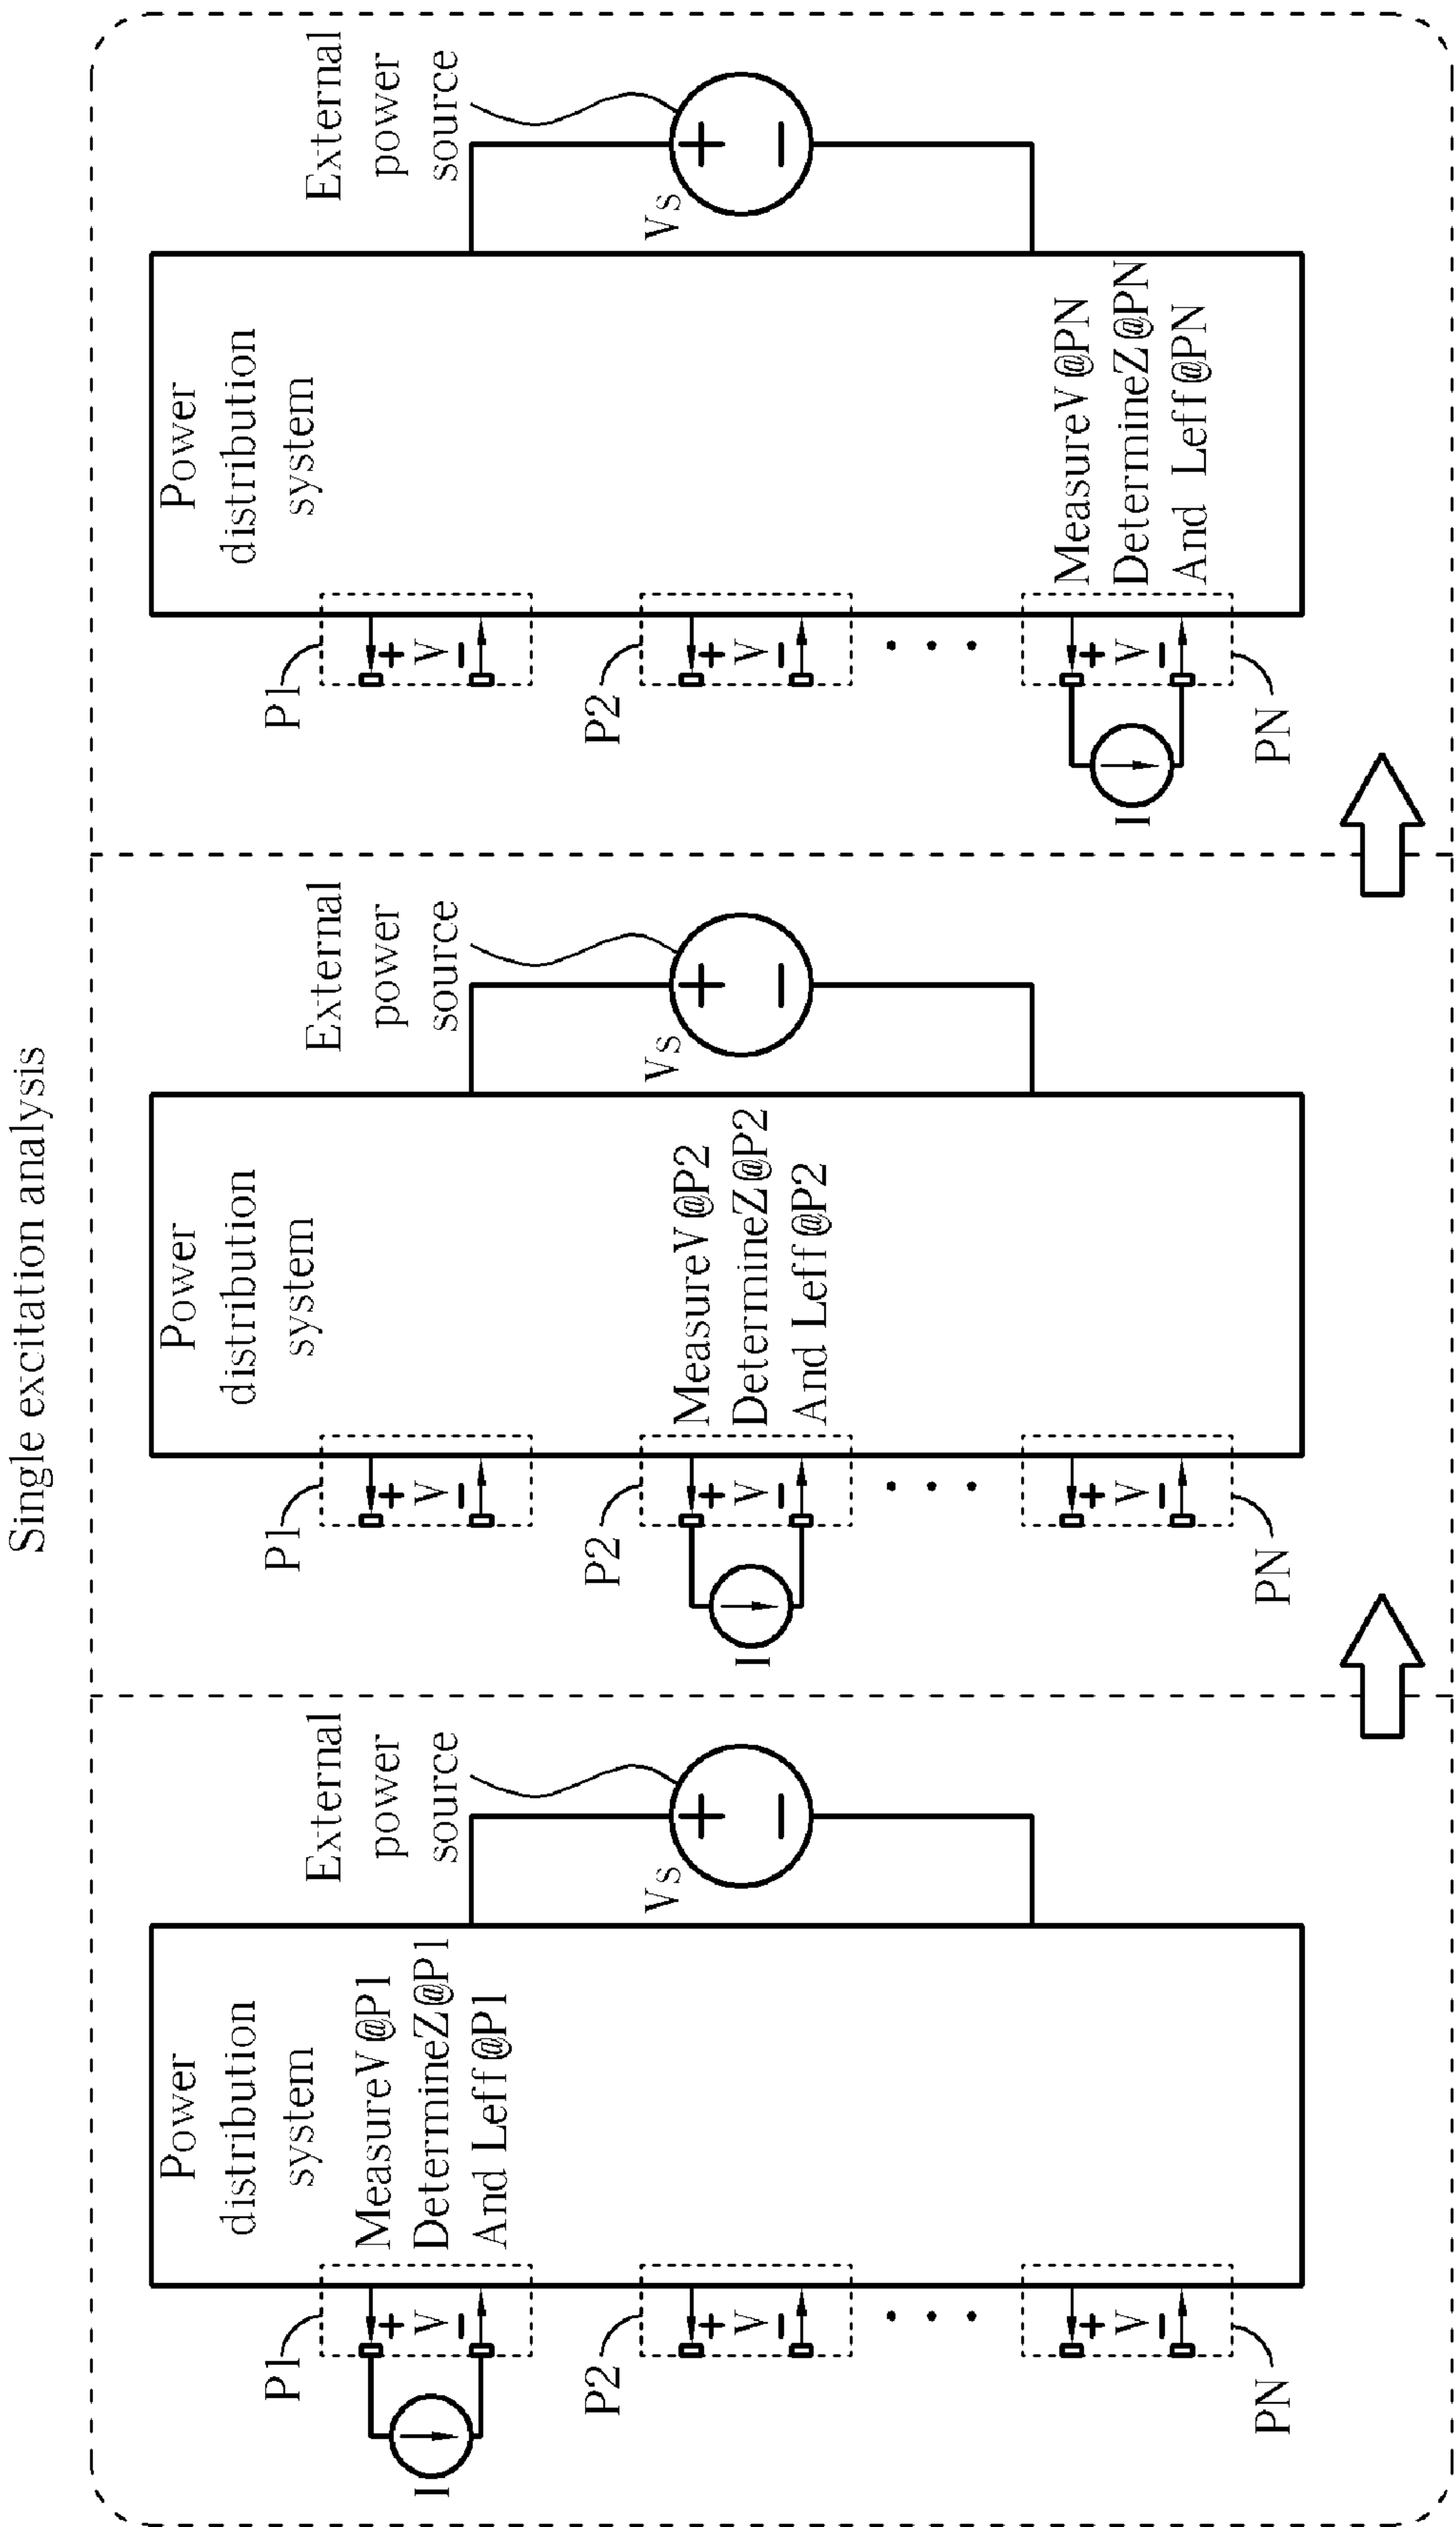 Single excitation analysis
Power
distribution
system
MeasureV@P1
DetermineZ@P1
And Leff@P1
P1
+
V
−
I
P2
+
V
−
. . .
PN
+
V
−
External
power
source
Vs
+
−
Power
distribution
system
P1
+
V
−
MeasureV@P2
DetermineZ@P2
And Leff@P2
P2
+
V
−
I
. . .
PN
+
V
−
External
power
source
Vs
+
−
Power
distribution
system
P1
+
V
−
P2
+
V
−
. . .
MeasureV@PN
DetermineZ@PN
And Leff@PN
PN
+
V
−
I
External
power
source
Vs
+
−